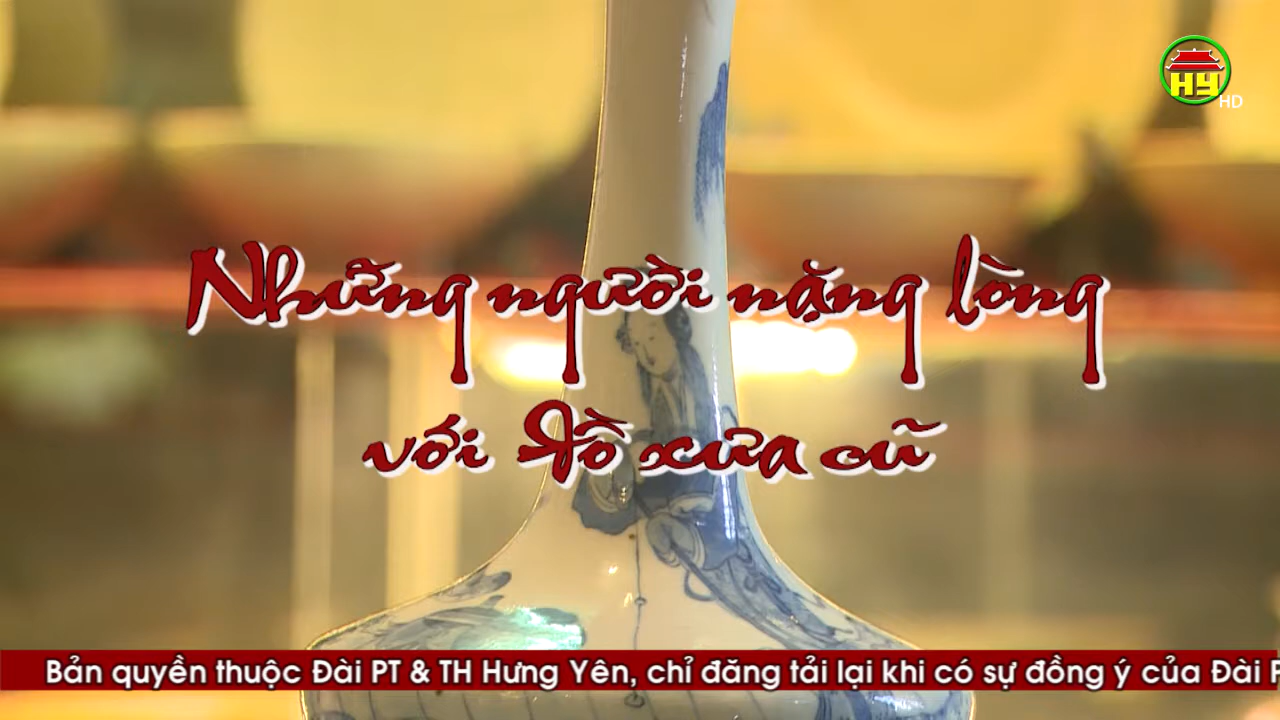 HY
HD
Những người nặng lòng
với Đồ xưa cũ
Bản quyền thuộc Đài PT & TH Hưng Yên, chỉ đăng tải lại khi có sự đồng ý của Đài P